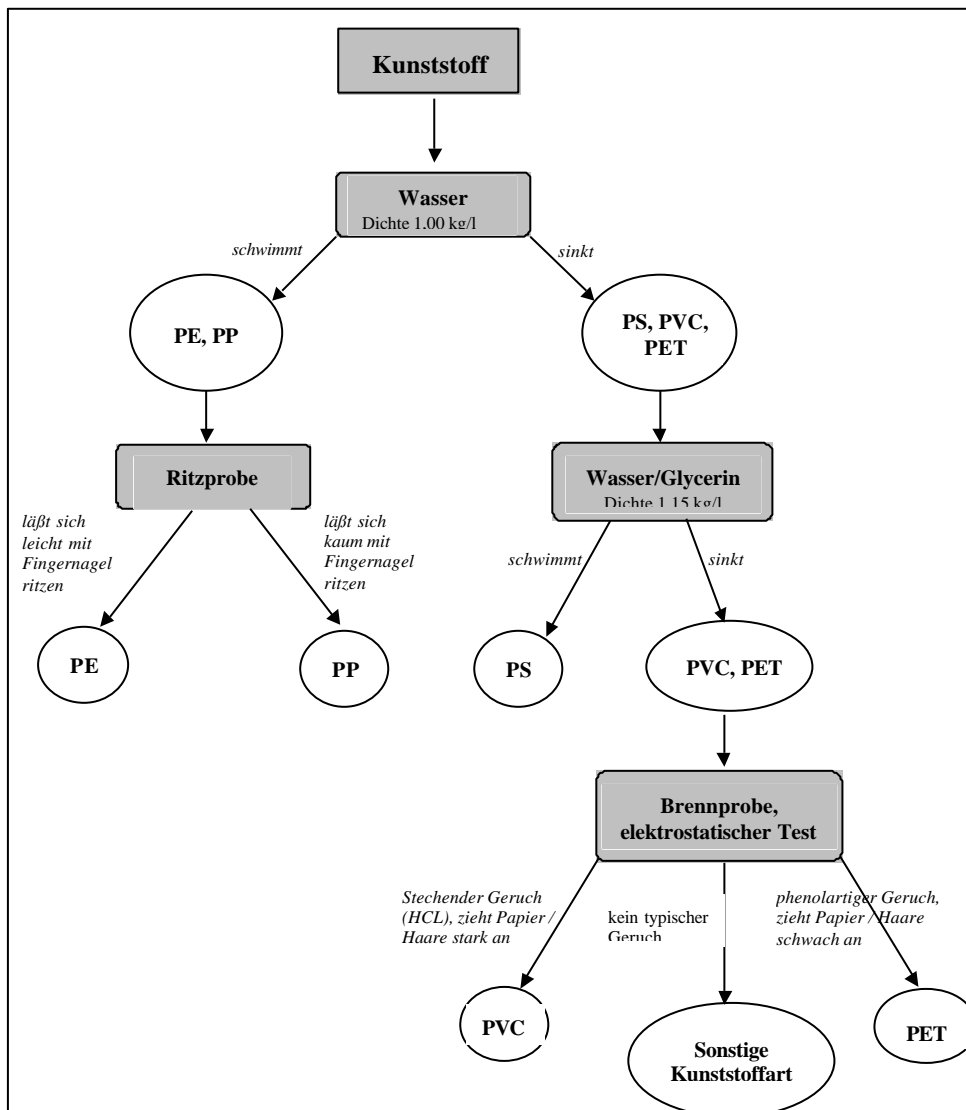 Kunststoff
Wasser
Dichte 1.00 kg/l
schwimmt
sinkt
PE, PP
PS, PVC,
PET
Ritzprobe
Wasser/Glycerin
Dichte 1.15 kg/l
läßt sich
leicht mit
Fingernagel
ritzen
läßt sich
kaum mit
Fingernagel
ritzen
schwimmt
sinkt
PE
PP
PS
PVC, PET
Brennprobe,
elektrostatischer Test
Stechender Geruch
(HCL), zieht Papier /
Haare stark an
kein typischer
Geruch
phenolartiger Geruch,
zieht Papier / Haare
schwach an
PVC
Sonstige
Kunststoffart
PET